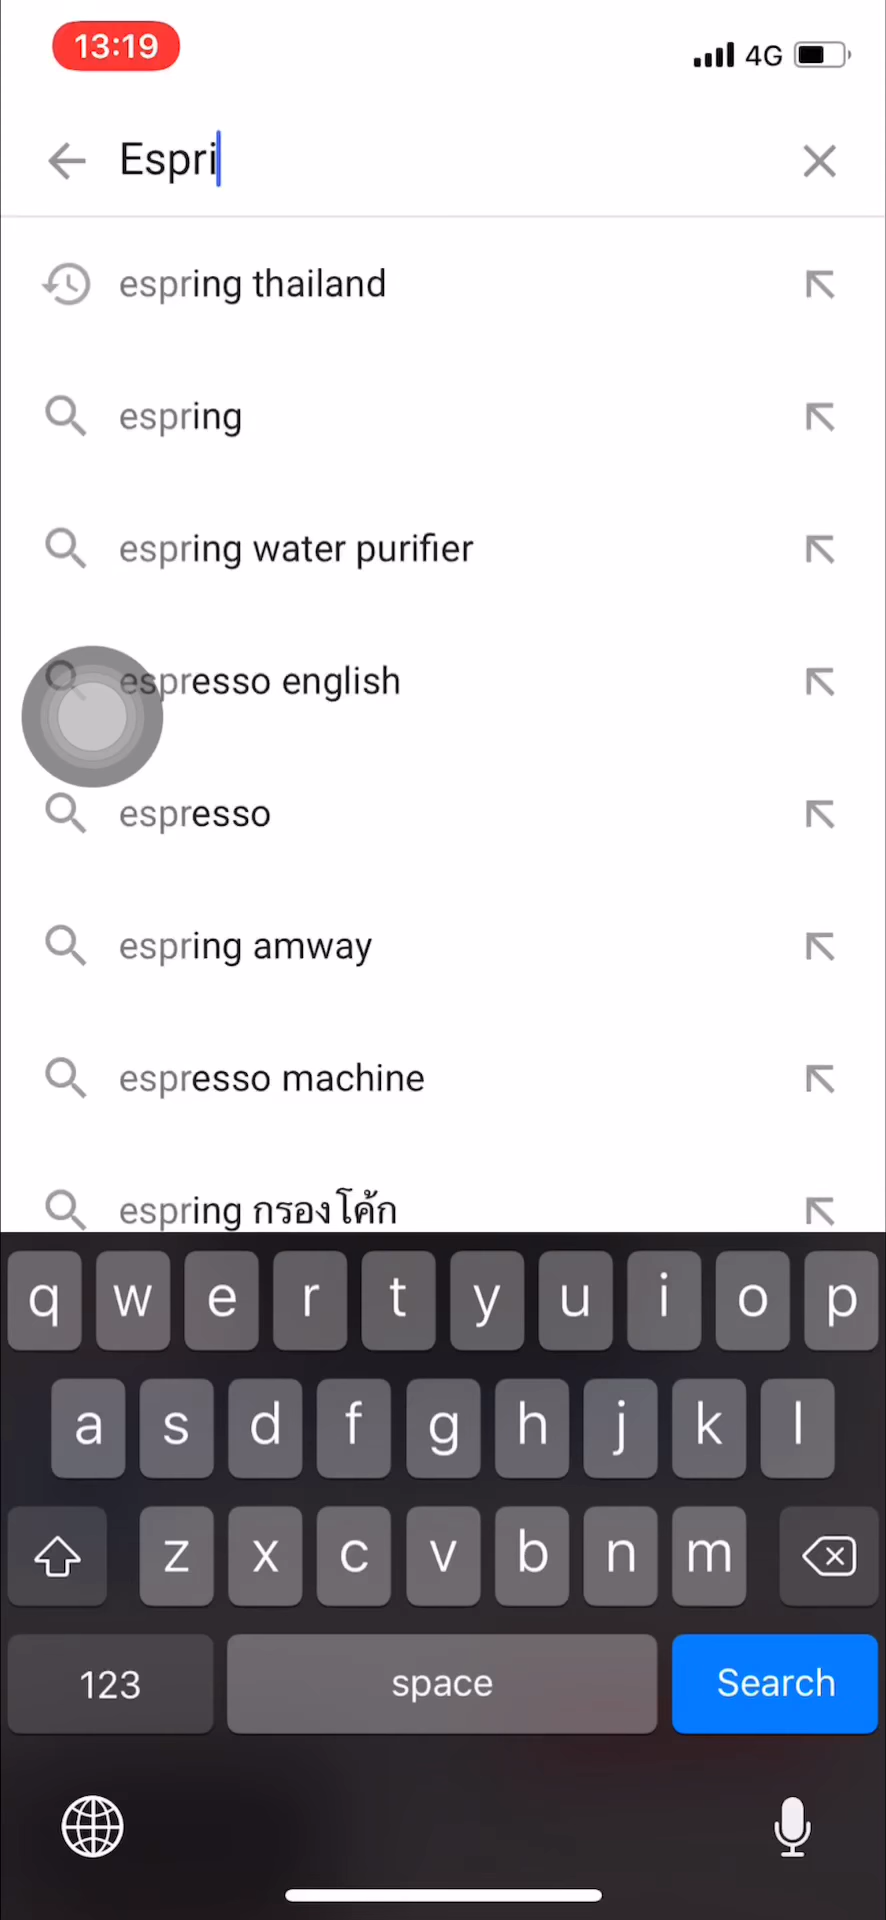 13:19
4G
Espri
espring thailand
espring
espring water purifier
espresso english
espresso
espring amway
espresso machine
espring กรองโค้ก
q w e r t y u i o p
a s d f g h j k l
z x c v b n m
123 space Search